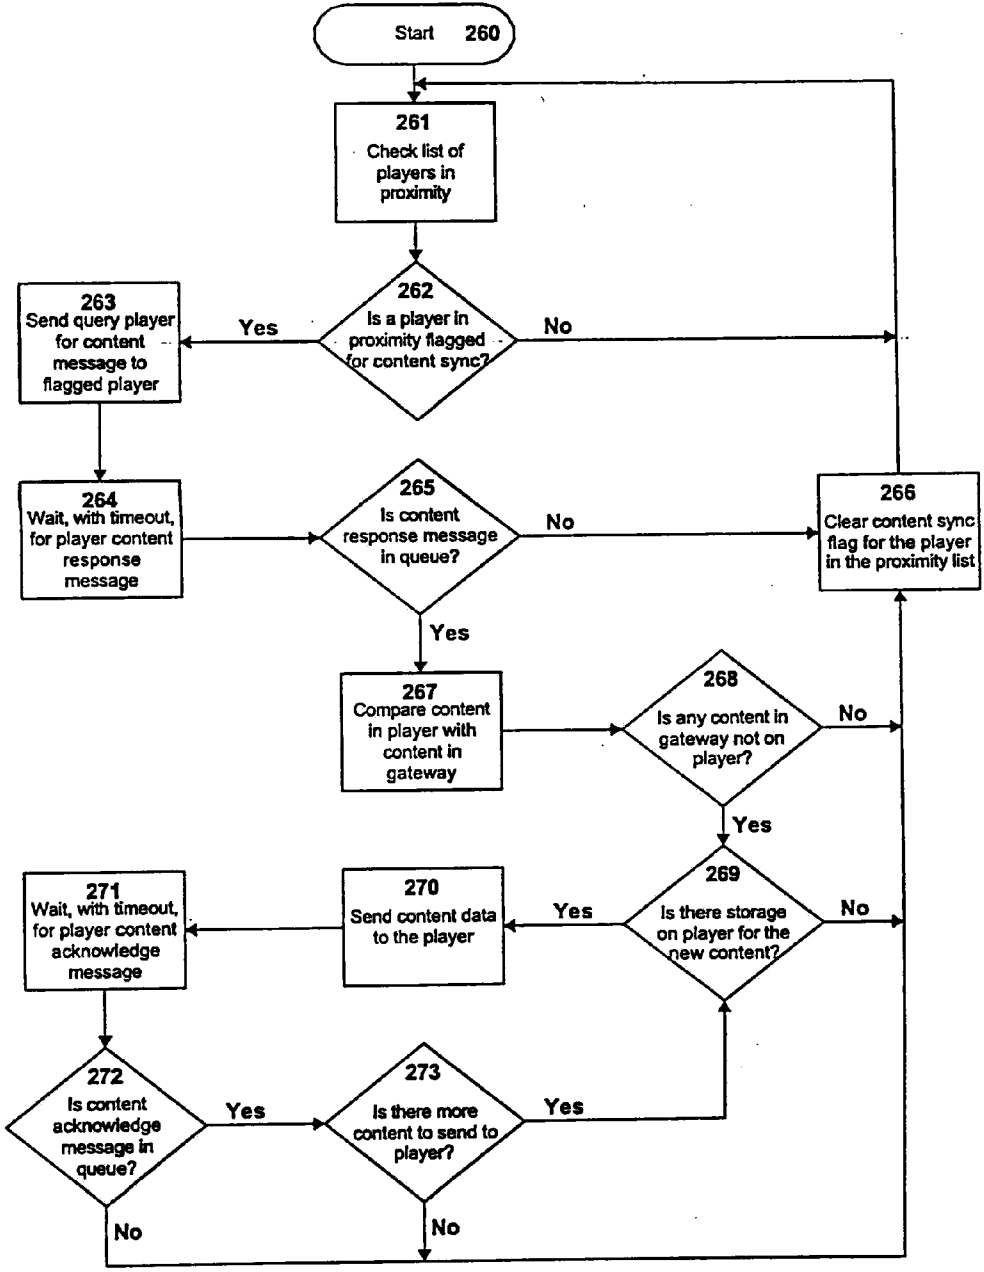 Start 260
261
Check list of
players in
proximity
262
Is a player in
proximity flagged
for content sync?
Yes
No
263
Send query player
for content
message to
flagged player
264
Wait, with timeout,
for player content
response
message
265
Is content
response message
in queue?
No
Yes
266
Clear content sync
flag for the player
in the proximity list
267
Compare content
in player with
content in
gateway
268
Is any content in
gateway not on
player?
No
Yes
269
Is there storage
on player for the
new content?
Yes
No
270
Send content data
to the player
271
Wait, with timeout,
for player content
acknowledge
message
272
Is content
acknowledge
message in
queue?
Yes
No
273
Is there more
content to send to
player?
Yes
No